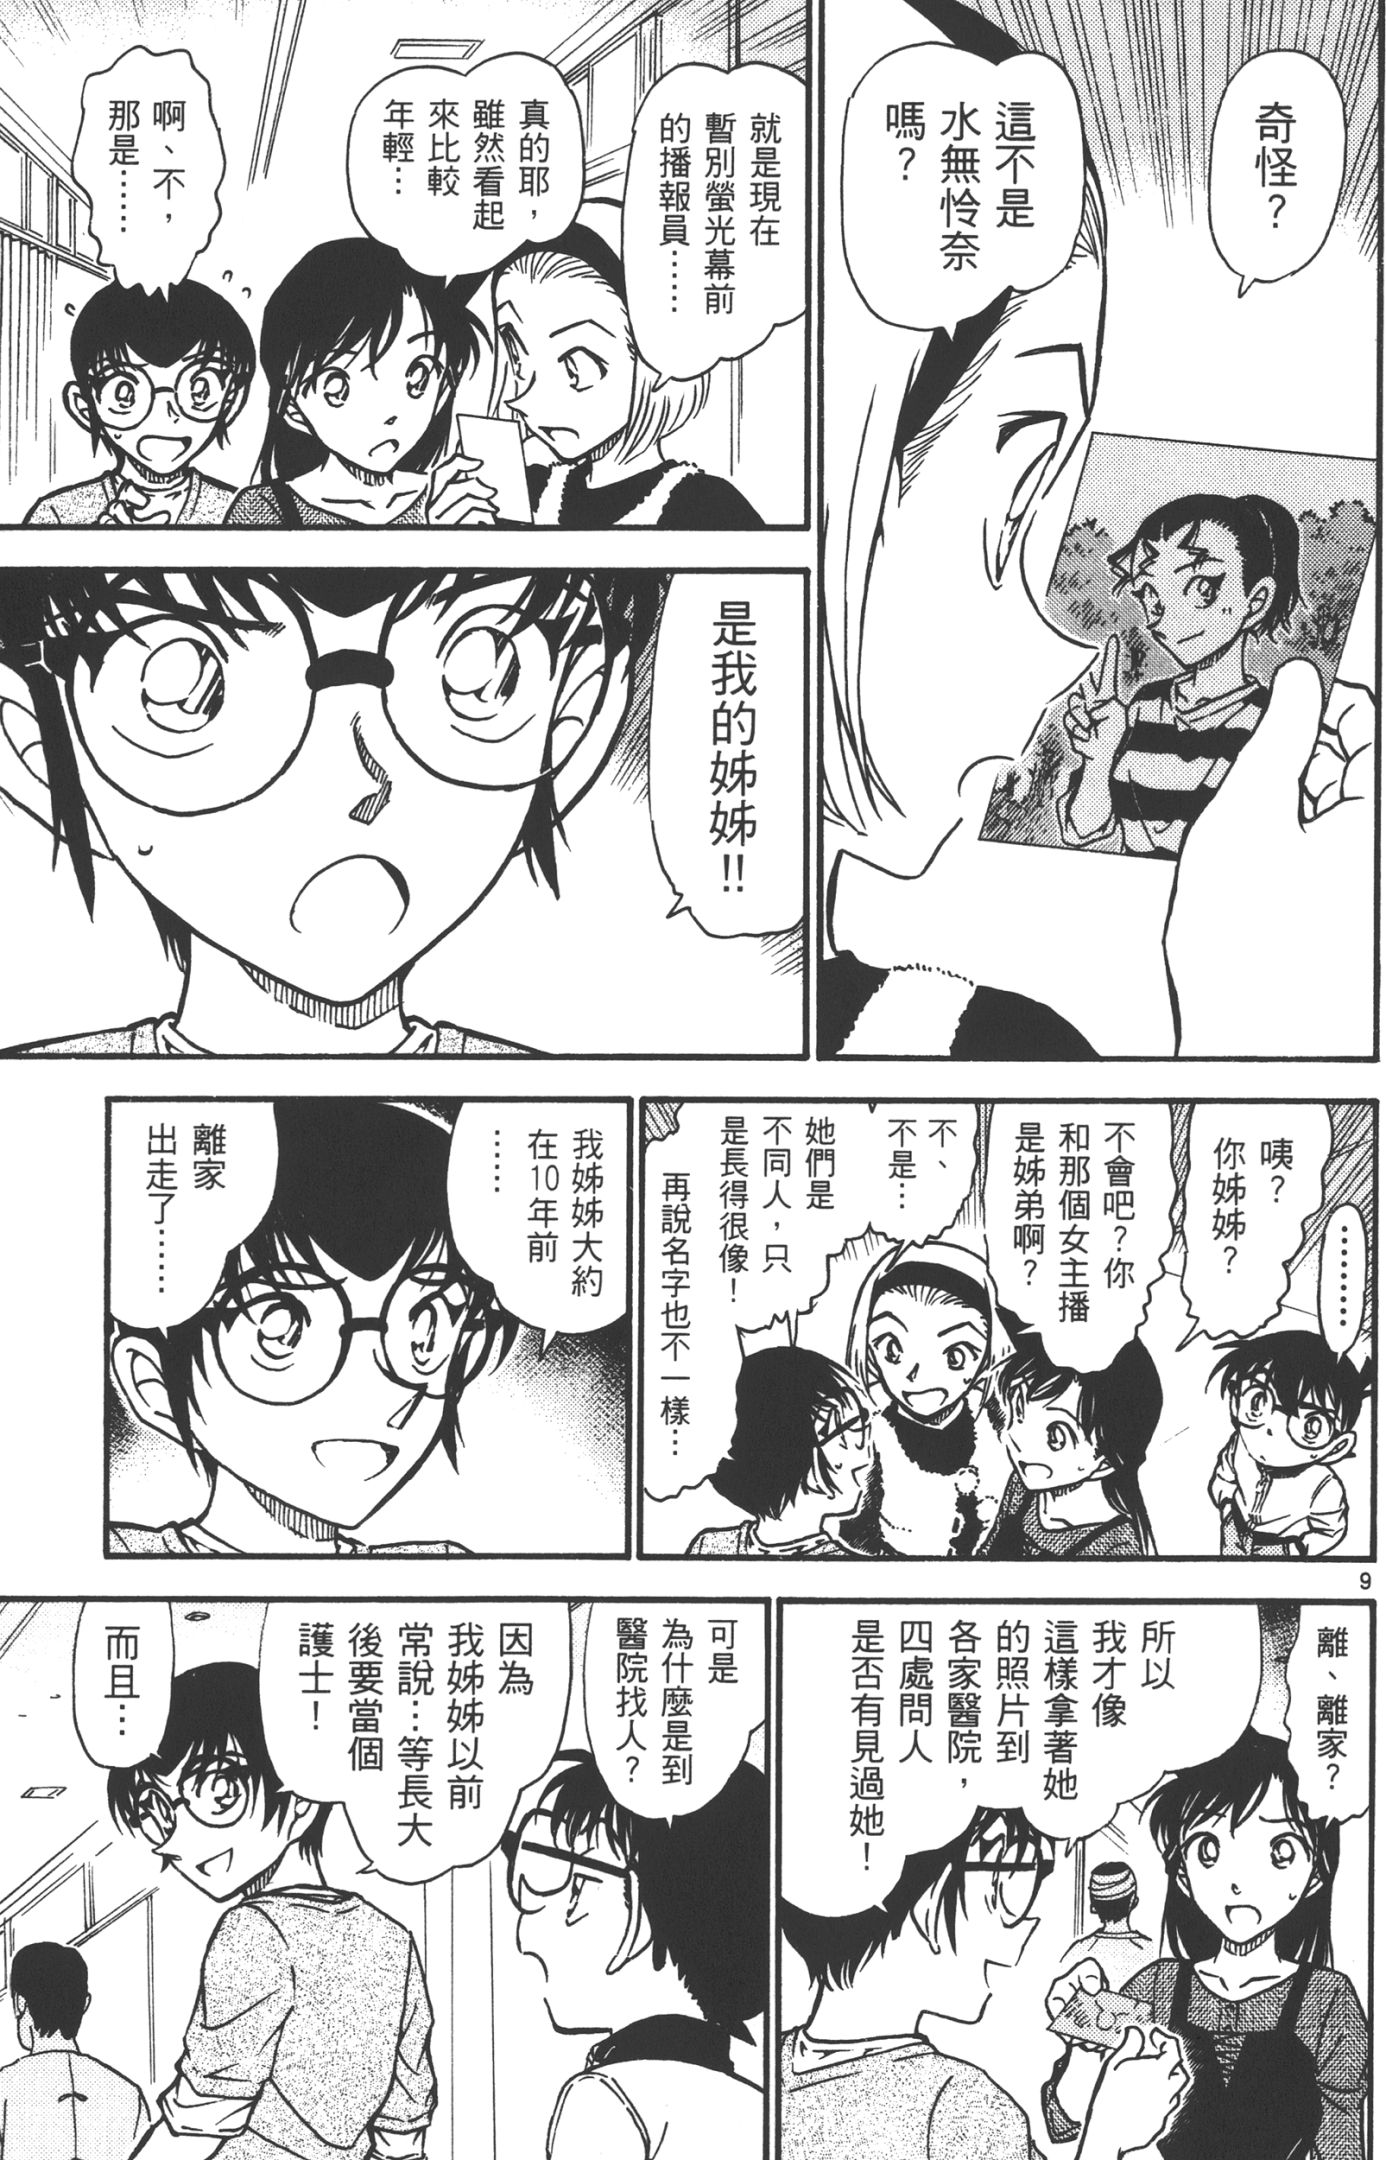 奇怪？
這不是
水無怜奈
嗎？
就是現在
暫別螢光幕前
的播報員……
真的耶，
雖然看起
來比較
年輕…
啊、不，
那是……
是我的姊姊!!
………
咦？
你姊姊？
不會吧？你
和那個女主播
是姊弟啊？
不、
不是…
她們是
不同人，只
是長得很像！
再說名字也不一樣…
我姊姊大約
在10年前
……
離家
出走了……
9
離、離家？
所以
我才像
這樣拿著她
的照片到
各家醫院，
四處問人
是否有見過她！
可是
為什麼是到
醫院找人？
因為
我姊姊以前
常說…等長大
後要當個
護士！
而且…